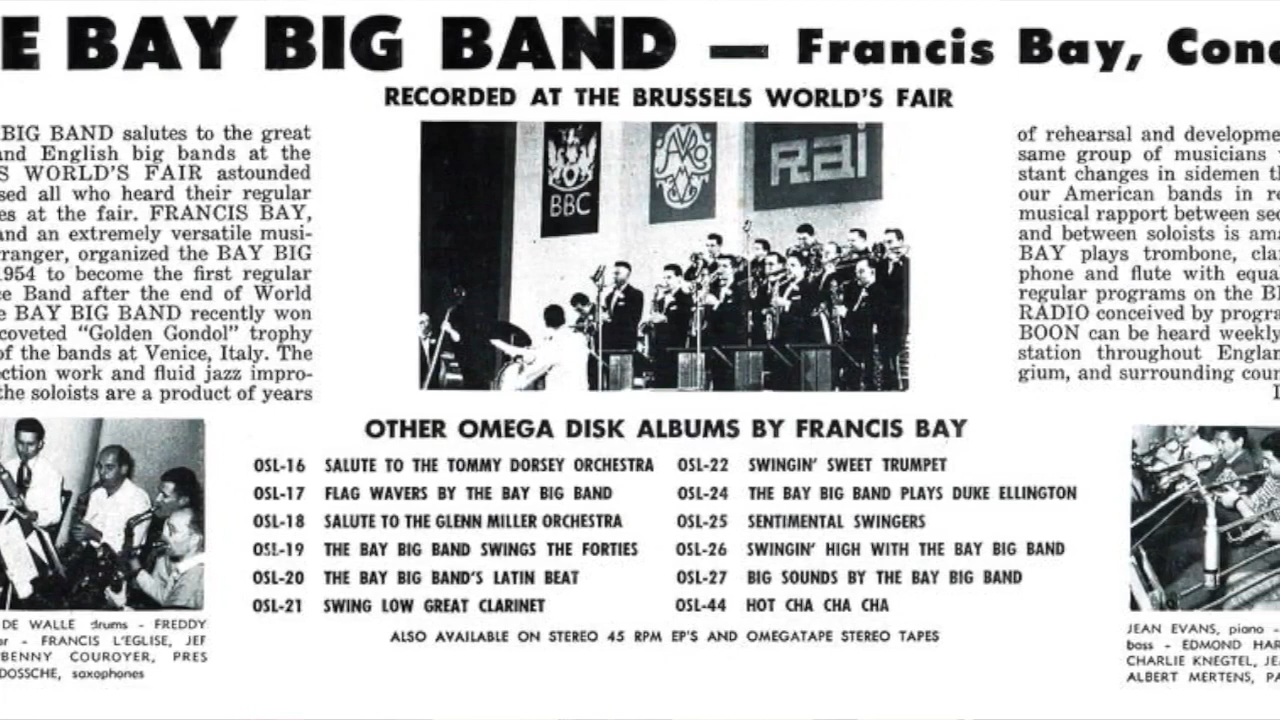 E BAY BIG BAND — Francis Bay, Cond
RECORDED AT THE BRUSSELS WORLD'S FAIR
BIG BAND salutes to the great
and English big bands at the
S WORLD'S FAIR astounded
sed all who heard their regular
es at the fair. FRANCIS BAY,
and an extremely versatile musi-
ranger, organized the BAY BIG
1954 to become the first regular
ce Band after the end of World
e BAY BIG BAND recently won
coveted "Golden Gondol" trophy
of the bands at Venice, Italy. The
ction work and fluid jazz impro-
the soloists are a product of years
BBC
RAI
of rehearsal and developme
same group of musicians
stant changes in sidemen th
our American bands in re
musical rapport between sec
and between soloists is ama
BAY plays trombone, clar
phone and flute with equa
regular programs on the BE
RADIO conceived by progra
BOON can be heard weekly
station throughout Englan
gium, and surrounding coun
OTHER OMEGA DISK ALBUMS BY FRANCIS BAY
OSL-16 SALUTE TO THE TOMMY DORSEY ORCHESTRA
OSL-17 FLAG WAVERS BY THE BAY BIG BAND
OSL-18 SALUTE TO THE GLENN MILLER ORCHESTRA
OSL-19 THE BAY BIG BAND SWINGS THE FORTIES
OSL-20 THE BAY BIG BAND'S LATIN BEAT
OSL-21 SWING LOW GREAT CLARINET
OSL-22 SWINGIN' SWEET TRUMPET
OSL-24 THE BAY BIG BAND PLAYS DUKE ELLINGTON
OSL-25 SENTIMENTAL SWINGERS
OSL-26 SWINGIN' HIGH WITH THE BAY BIG BAND
OSL-27 BIG SOUNDS BY THE BAY BIG BAND
OSL-44 HOT CHA CHA CHA
ALSO AVAILABLE ON STEREO 45 RPM EP'S AND OMEGATAPE STEREO TAPES
DE WALLE drums - FREDDY
or - FRANCIS L'EGLISE, JEF
BENNY COUROYER, PRES
DOSSCHE, saxophones
JEAN EVANS, piano -
bass - EDMOND HAR
CHARLIE KNEGTEL, JE
ALBERT MERTENS, PA